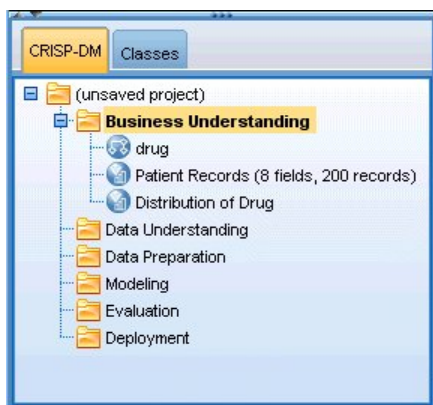 CRISP-DM Classes
(unsaved project)
Business Understanding
drug
Patient Records (8 fields, 200 records)
Distribution of Drug
Data Understanding
Data Preparation
Modeling
Evaluation
Deployment